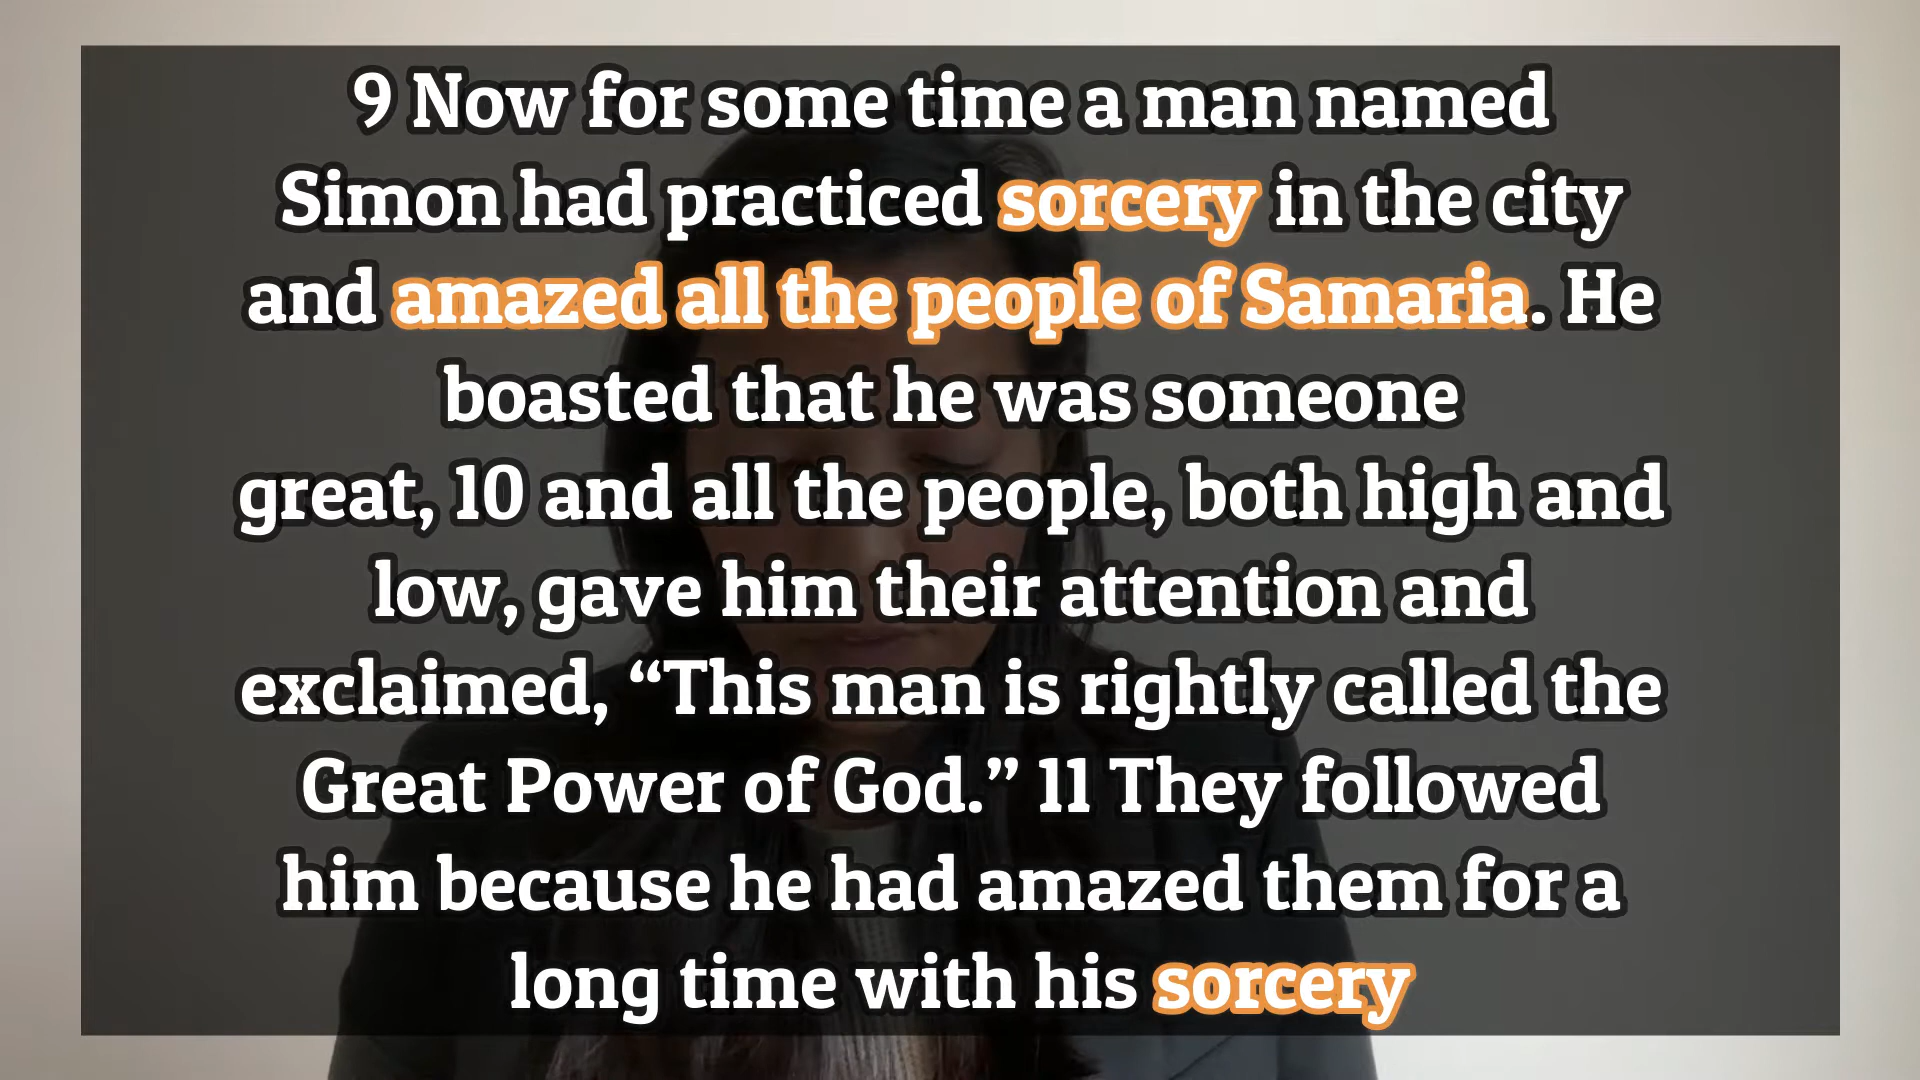 9 Now for some time a man named
Simon had practiced sorcery in the city
and amazed all the people of Samaria. He
boasted that he was someone
great, 10 and all the people, both high and
low, gave him their attention and
exclaimed, “This man is rightly called the
Great Power of God.” 11 They followed
him because he had amazed them for a
long time with his sorcery